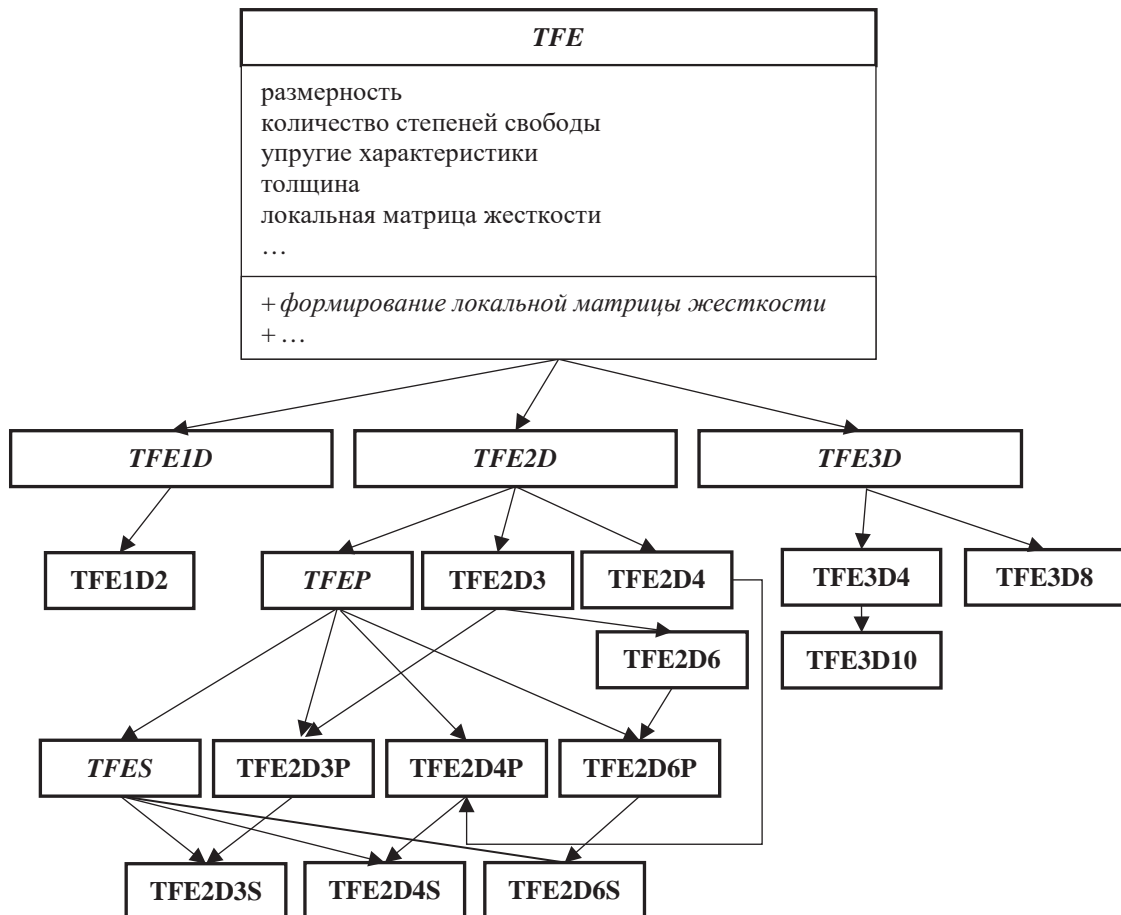 TFE
размерность
количество степеней свободы
упругие характеристики
толщина
локальная матрица жесткости
…
+ формирование локальной матрицы жесткости
+ …
TFE1D TFE2D TFE3D
TFE1D2 TFEP TFE2D3 TFE2D4 TFE3D4 TFE3D8
TFE2D6 TFE3D10
TFES TFE2D3P TFE2D4P TFE2D6P
TFE2D3S TFE2D4S TFE2D6S